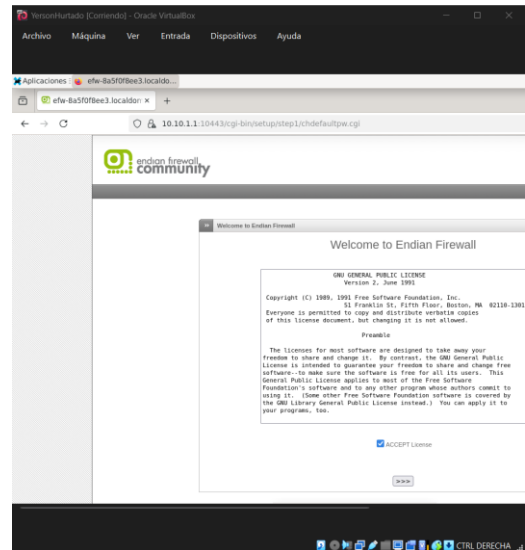 YersonHurtado [Corriendo] - Oracle VirtualBox
Archivo Máquina Ver Entrada Dispositivos Ayuda
Aplicaciones efw-8a5f0f8ee3.localdo...
efw-8a5f0f8ee3.localdom × +
10.10.1.1:10443/cgi-bin/setup/step1/chdefaultpw.cgi
endian firewall
community
>> Welcome to Endian Firewall
Welcome to Endian Firewall
GNU GENERAL PUBLIC LICENSE
Version 2, June 1991
Copyright (C) 1989, 1991 Free Software Foundation, Inc.
51 Franklin St, Fifth Floor, Boston, MA 02110-1301
Everyone is permitted to copy and distribute verbatim copies
of this license document, but changing it is not allowed.
Preamble
The licenses for most software are designed to take away your
freedom to share and change it. By contrast, the GNU General Public
License is intended to guarantee your freedom to share and change free
software--to make sure the software is free for all its users. This
General Public License applies to most of the Free Software
Foundation's software and to any other program whose authors commit to
using it. (Some other Free Software Foundation software is covered by
the GNU Library General Public License instead.) You can apply it to
your programs, too.
ACCEPT License
>>>
CTRL DERECHA